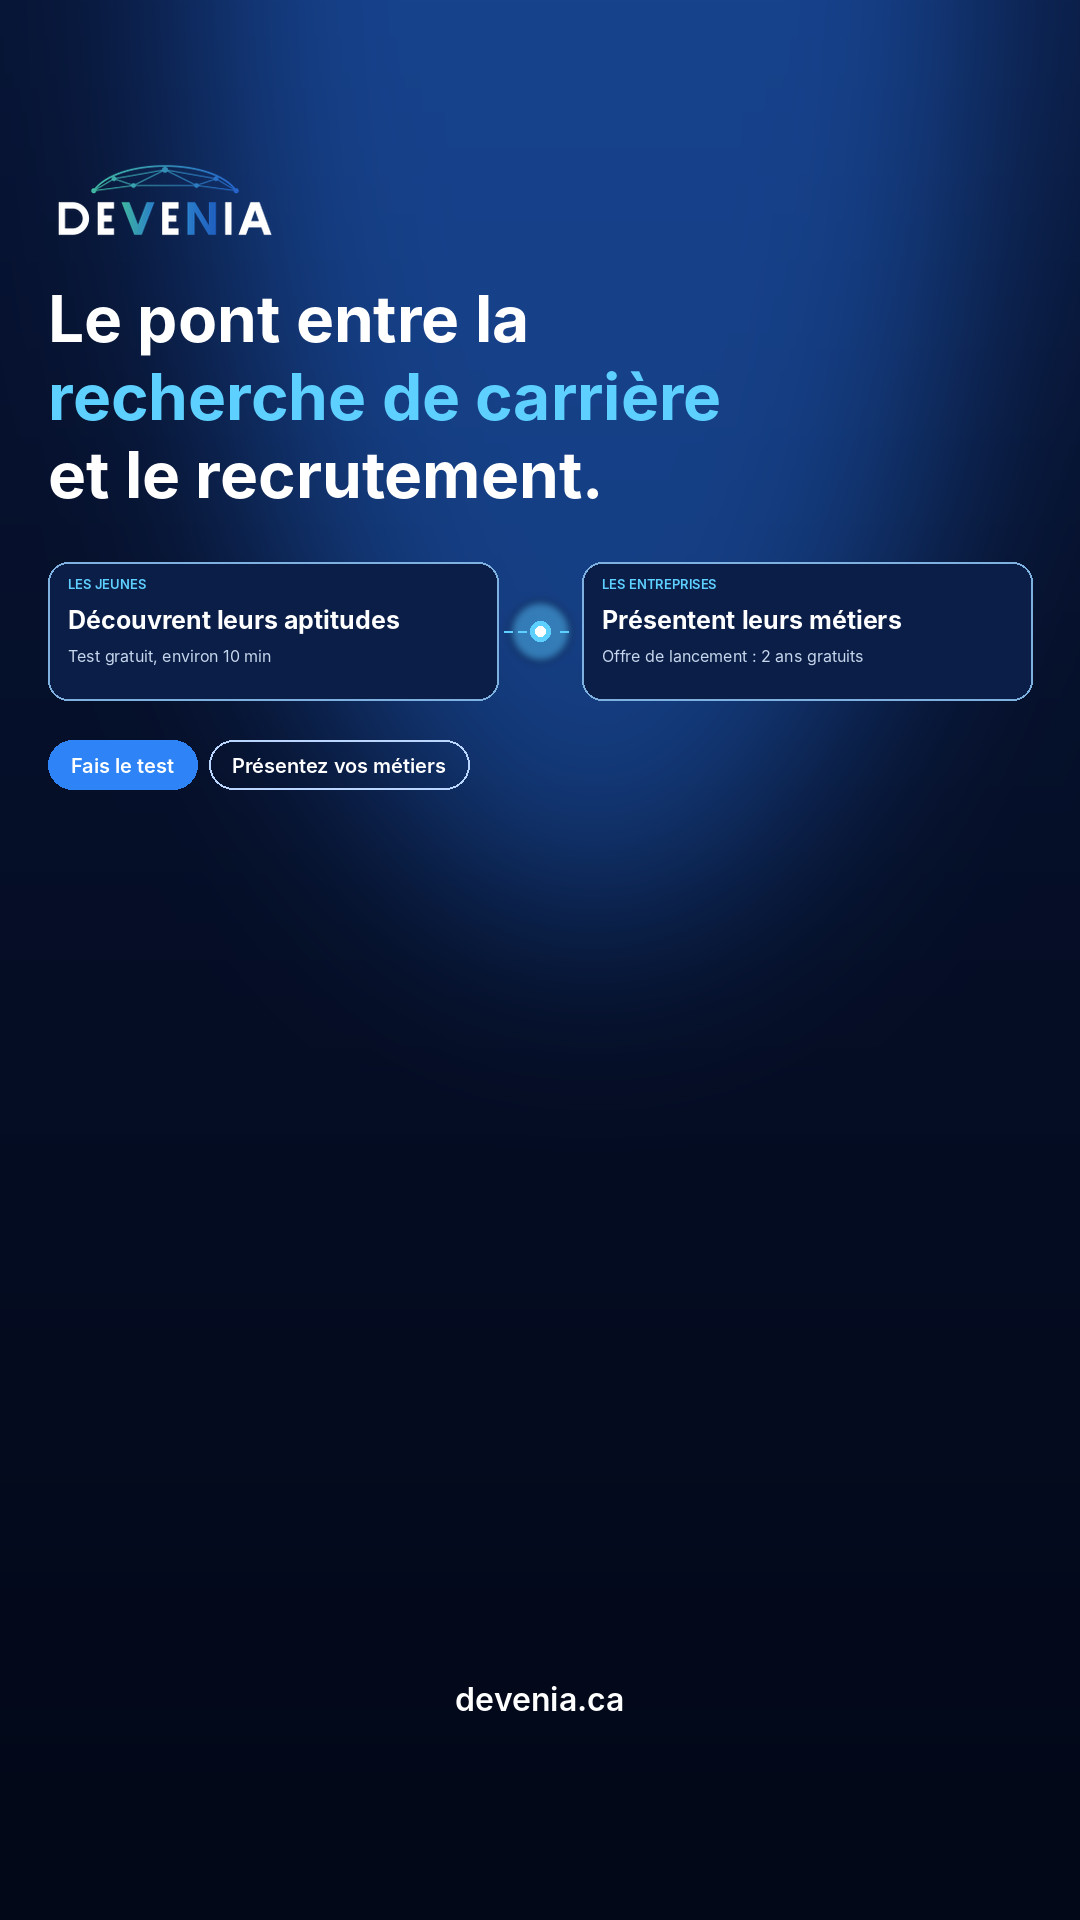 DEVENIA
Le pont entre la
recherche de carrière
et le recrutement.
LES JEUNES
Découvrent leurs aptitudes
Test gratuit, environ 10 min
LES ENTREPRISES
Présentent leurs métiers
Offre de lancement : 2 ans gratuits
Fais le test
Présentez vos métiers
devenia.ca